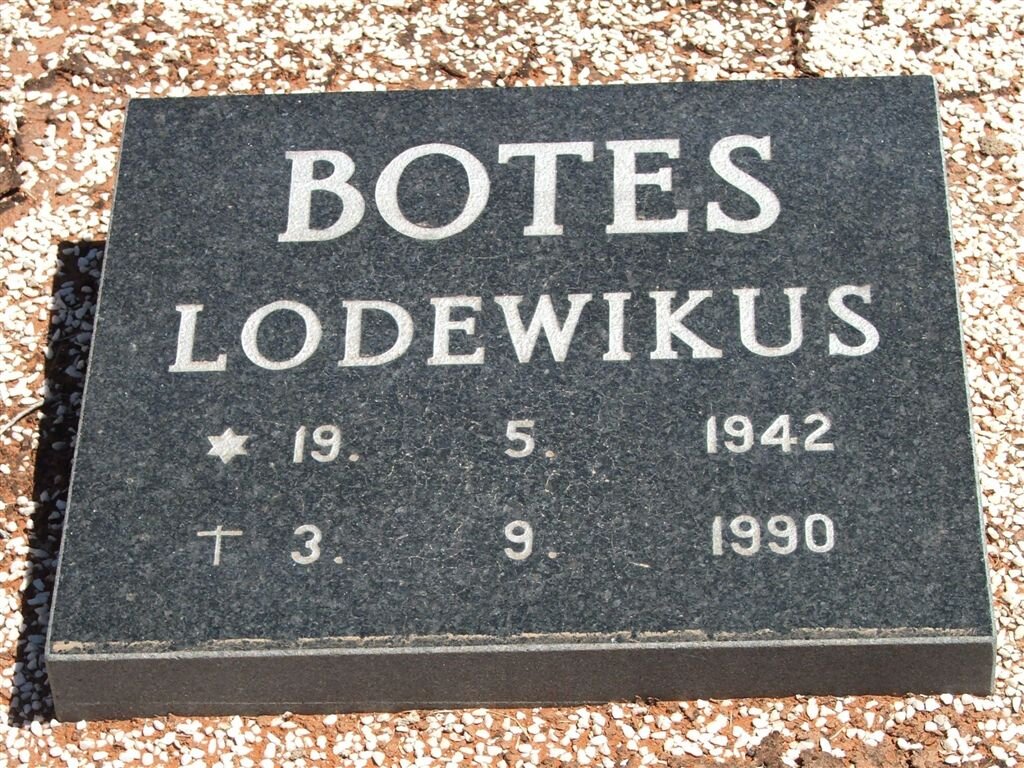 BOTES
LODEWIKUS
✶ 19. 5. 1942
† 3. 9. 1990